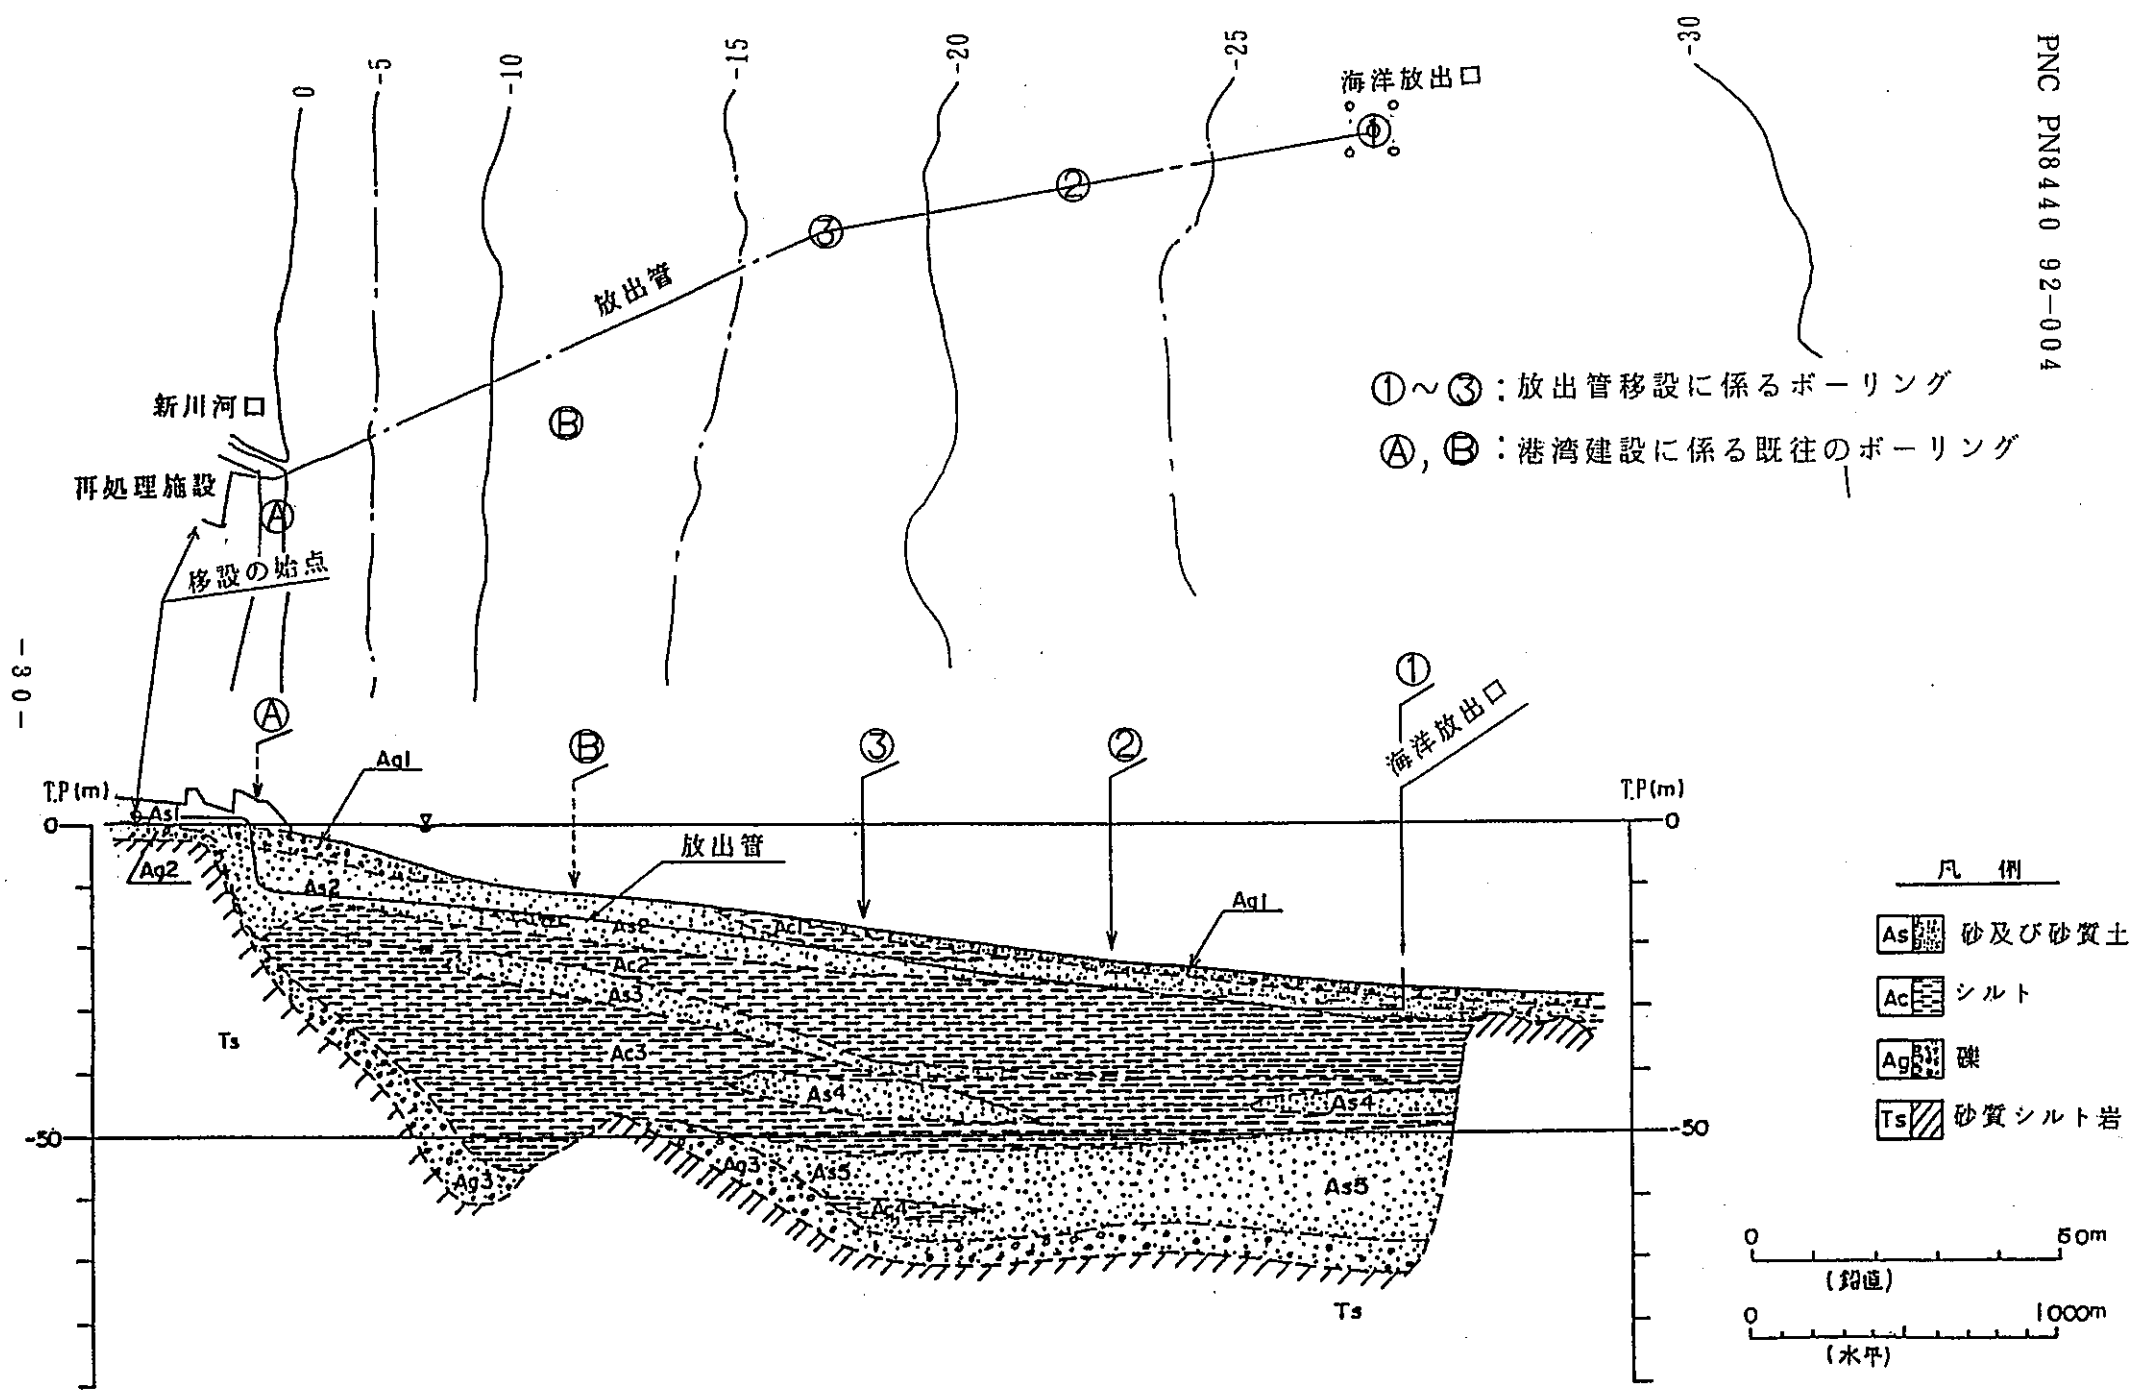 PNC PN8440 92-004
0
-5
-10
-15
-20
-25
-30
海洋放出口
①
②
③
放出管
Ⓑ
新川河口
再処理施設
Ⓐ
移設の始点
①～③：放出管移設に係るボーリング
Ⓐ, Ⓑ：港湾建設に係る既往のボーリング
-30-
Ⓐ
Ⓑ
③
②
①
海洋放出口
T.P(m)
T.P(m)
Ag1
As1
0
0
Ag2
放出管
As2
As2
Ac1
Ag1
Ac2
As3
Ts
Ac3
As4
As4
-50
-50
Ag3
Ag3
As5
As5
Ac4
Ts
凡例
As 砂及び砂質土
Ac シルト
Ag 礫
Ts 砂質シルト岩
0 50m
(鉛直)
0 1000m
(水平)